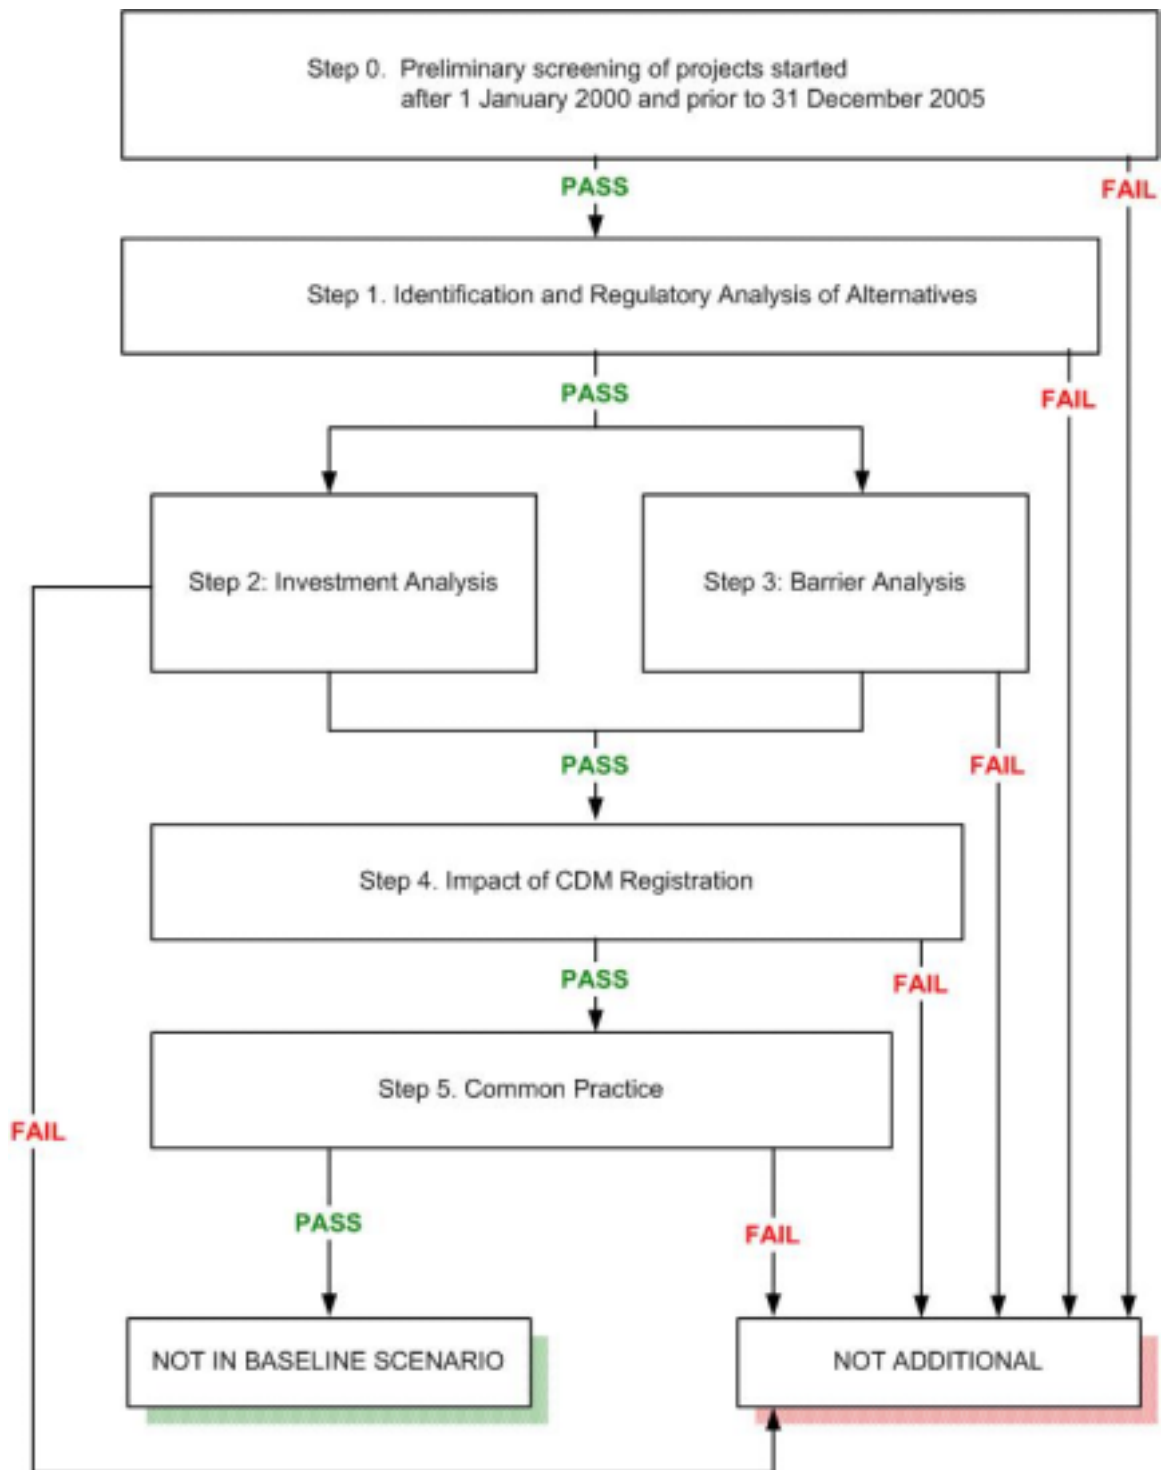 Step 0. Preliminary screening of projects started
after 1 January 2000 and prior to 31 December 2005
PASS
FAIL
Step 1. Identification and Regulatory Analysis of Alternatives
PASS
FAIL
Step 2: Investment Analysis
Step 3: Barrier Analysis
PASS
FAIL
Step 4. Impact of CDM Registration
PASS
FAIL
Step 5. Common Practice
FAIL
PASS
FAIL
NOT IN BASELINE SCENARIO
NOT ADDITIONAL